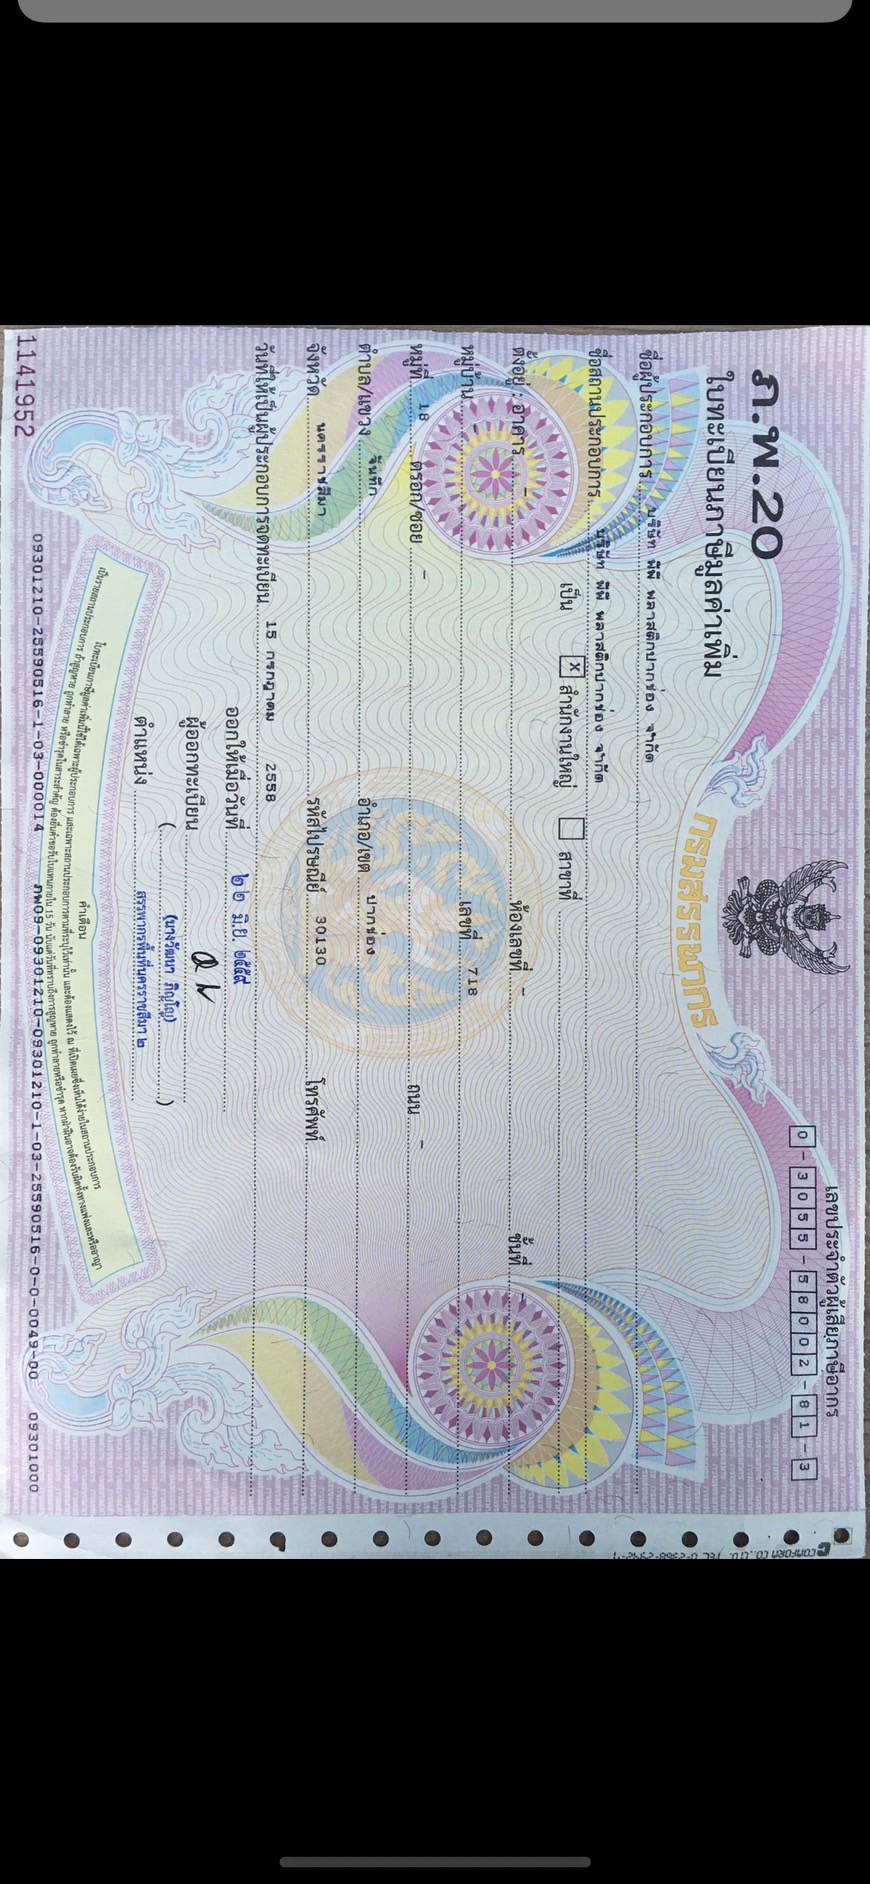 เลขประจำตัวผู้เสียภาษีอากร
0-3055-58002-81-3
ภ.พ.20
ใบทะเบียนภาษีมูลค่าเพิ่ม
กรมสรรพากร
ชื่อผู้ประกอบการ บริษัท พีพี พลาสติกปากช่อง จำกัด
ชื่อสถานประกอบการ บริษัท พีพี พลาสติกปากช่อง จำกัด
เป็น X สำนักงานใหญ่ สาขาที่
ตั้งอยู่ : อาคาร - ห้องเลขที่ - ชั้นที่ -
หมู่บ้าน - เลขที่ 718
หมู่ที่ 18 ตรอก/ซอย - ถนน -
ตำบล/แขวง จันทึก อำเภอ/เขต ปากช่อง
จังหวัด นครราชสีมา รหัสไปรษณีย์ 30130 โทรศัพท์
วันที่ให้เป็นผู้ประกอบการจดทะเบียน 15 กรกฎาคม 2558
ออกให้เมื่อวันที่ ๒๒ มิ.ย. ๒๕๕๙
ผู้ออกทะเบียน
(นางวัฒนา ภิญโญ)
ตำแหน่ง สรรพากรพื้นที่นครราชสีมา ๒
คำเตือน
ใบทะเบียนภาษีมูลค่าเพิ่มนี้ใช้ได้เฉพาะผู้ประกอบการ และเฉพาะสถานประกอบการตามที่ระบุไว้เท่านั้น และต้องแสดงไว้ ณ ที่เปิดเผยซึ่งเห็นได้ง่ายในสถานประกอบการ
เป็นรายสถานประกอบการ ถ้าสูญหาย ถูกทำลาย หรือชำรุดในสาระสำคัญ ต้องยื่นคำขอรับใบแทนภายใน 15 วัน นับแต่วันที่ทราบถึงการสูญหาย ถูกทำลายหรือชำรุด หากฝ่าฝืนอาจต้องรับผิดทั้งทางแพ่งและหรืออาญา
09301210-25590516-1-03-000014 ภพ09-09301210-09301210-1-03-25590516-0-0-0049-00 09301000
1141952